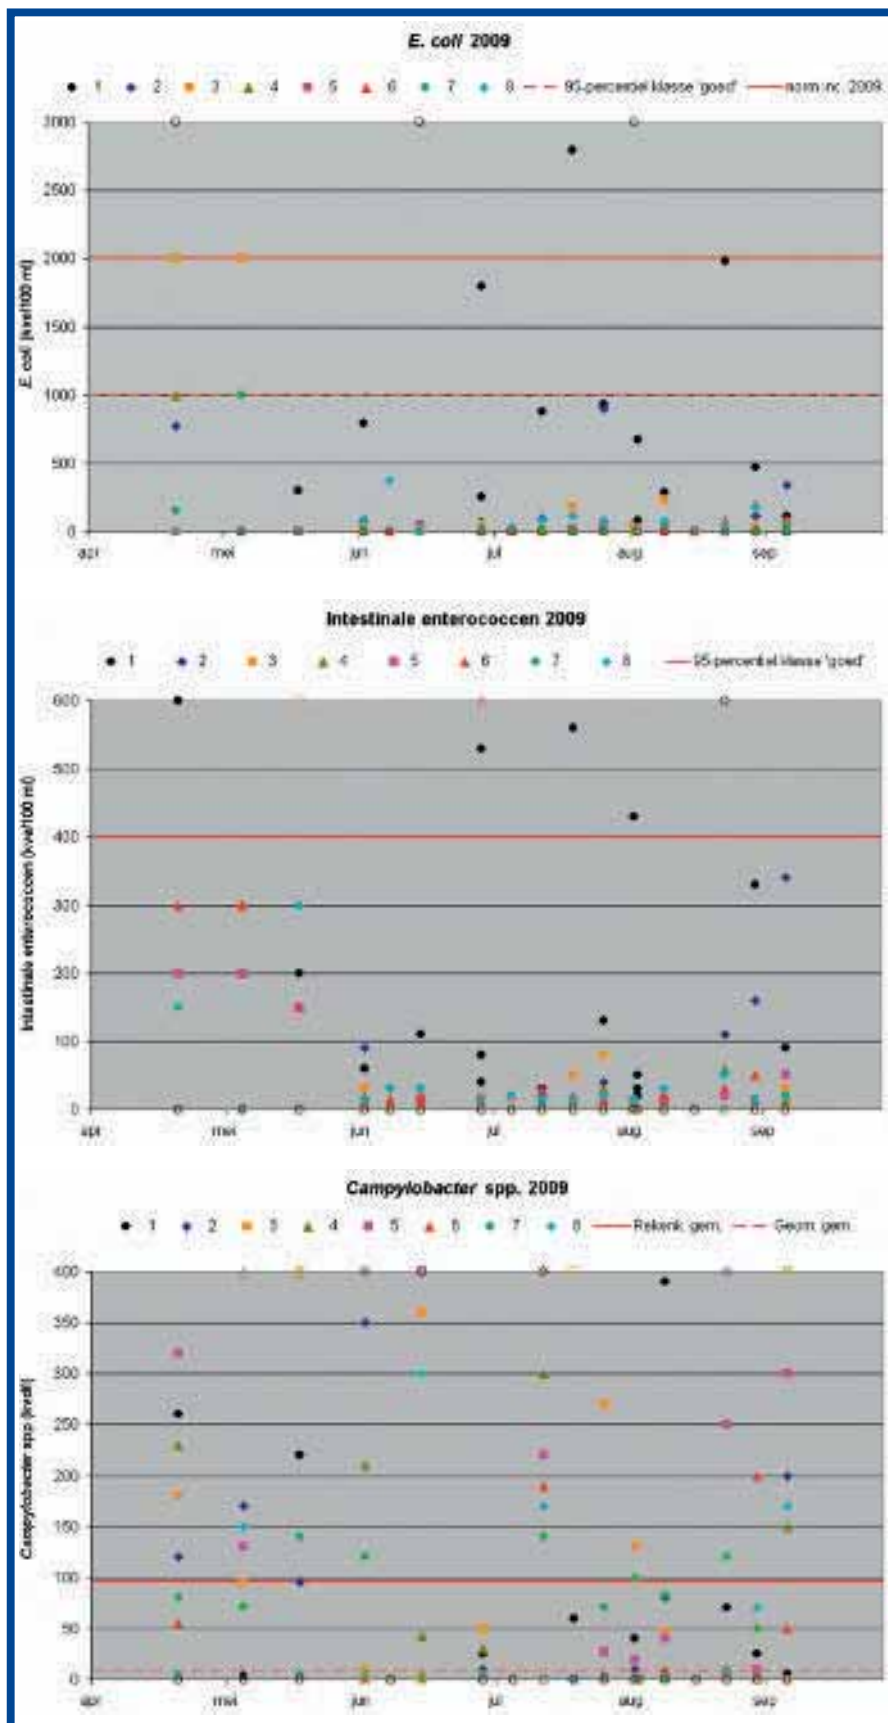 E. coli 2009
1 2 3 4 5 6 7 8 95-percentiel klasse 'goed' norm inc. 2009
E. coli (kve/100 ml)
3000
2500
2000
1500
1000
500
0
apr mei jun jul aug sep
Intestinale enterococcen 2009
1 2 3 4 5 6 7 8 95 percentiel klasse 'goed'
Intestinale enterococcen (kve/100 ml)
600
500
400
300
200
100
0
apr mei jun jul aug sep
Campylobacter spp. 2009
1 2 3 4 5 6 7 8 Rekenk. gem. Geom. gem.
Campylobacter spp (kve/l)
400
350
300
250
200
150
100
50
0
apr mei jun jul aug sep